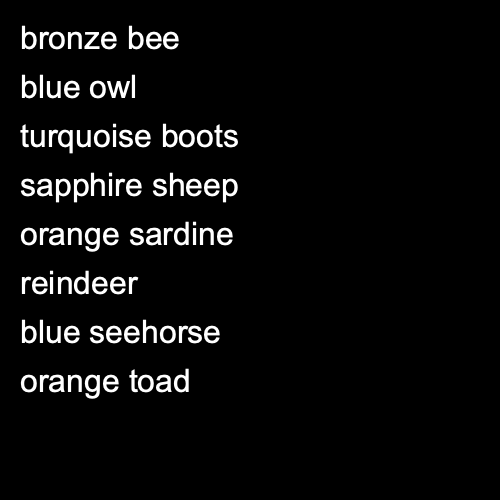 bronze bee
blue owl
turquoise boots
sapphire sheep
orange sardine
reindeer
blue seehorse
orange toad